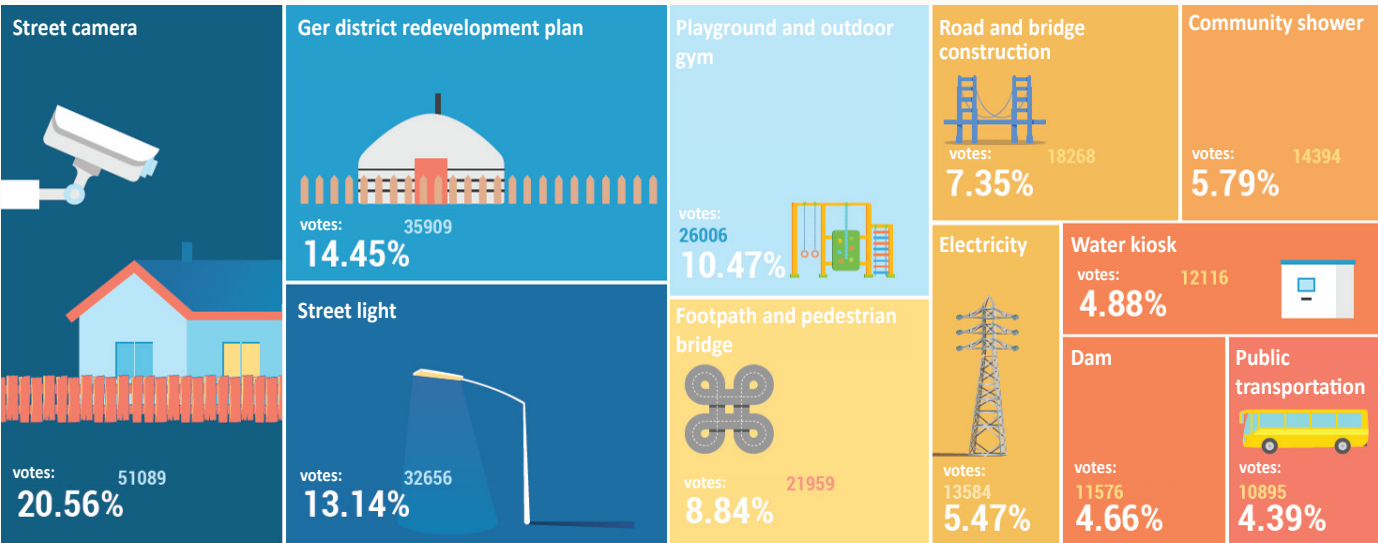 Street camera
votes:
51089
20.56%
Ger district redevelopment plan
votes:
35909
14.45%
Street light
votes:
32656
13.14%
Playground and outdoor
gym
votes:
26006
10.47%
Footpath and pedestrian
bridge
votes:
21959
8.84%
Road and bridge
construction
votes:
18268
7.35%
Community shower
votes:
14394
5.79%
Electricity
votes:
13584
5.47%
Water kiosk
votes:
12116
4.88%
Dam
votes:
11576
4.66%
Public
transportation
votes:
10895
4.39%